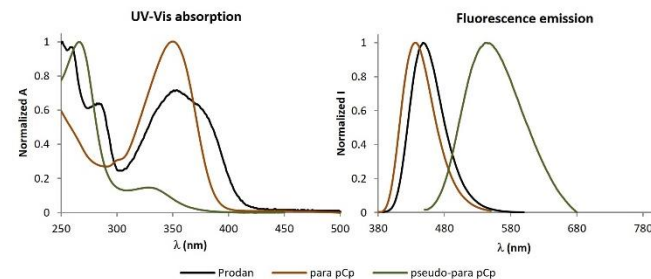 UV-Vis absorption
Normalized A
1
0.8
0.6
0.4
0.2
0
250 300 350 400 450 500
λ (nm)
Fluorescence emission
Normalized I
1
0.8
0.6
0.4
0.2
0
380 480 580 680 780
λ (nm)
Prodan para pCp pseudo-para pCp